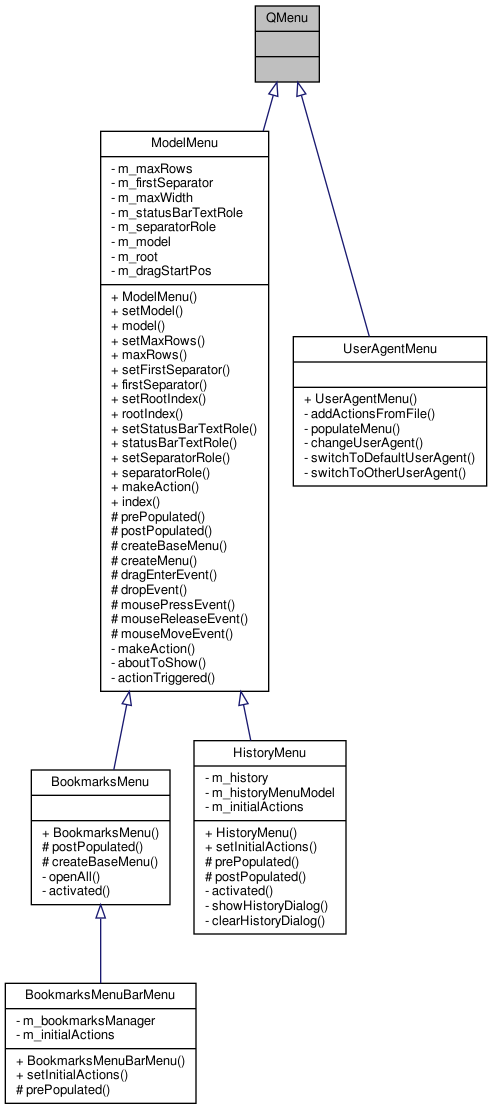 QMenu
ModelMenu
- m_maxRows
- m_firstSeparator
- m_maxWidth
- m_statusBarTextRole
- m_separatorRole
- m_model
- m_root
- m_dragStartPos
+ ModelMenu()
+ setModel()
+ model()
+ setMaxRows()
+ maxRows()
+ setFirstSeparator()
+ firstSeparator()
+ setRootIndex()
+ rootIndex()
+ setStatusBarTextRole()
+ statusBarTextRole()
+ setSeparatorRole()
+ separatorRole()
+ makeAction()
+ index()
# prePopulated()
# postPopulated()
# createBaseMenu()
# createMenu()
# dragEnterEvent()
# dropEvent()
# mousePressEvent()
# mouseReleaseEvent()
# mouseMoveEvent()
- makeAction()
- aboutToShow()
- actionTriggered()
UserAgentMenu
+ UserAgentMenu()
- addActionsFromFile()
- populateMenu()
- changeUserAgent()
- switchToDefaultUserAgent()
- switchToOtherUserAgent()
BookmarksMenu
+ BookmarksMenu()
# postPopulated()
# createBaseMenu()
- openAll()
- activated()
HistoryMenu
- m_history
- m_historyMenuModel
- m_initialActions
+ HistoryMenu()
+ setInitialActions()
# prePopulated()
# postPopulated()
- activated()
- showHistoryDialog()
- clearHistoryDialog()
BookmarksMenuBarMenu
- m_bookmarksManager
- m_initialActions
+ BookmarksMenuBarMenu()
+ setInitialActions()
# prePopulated()